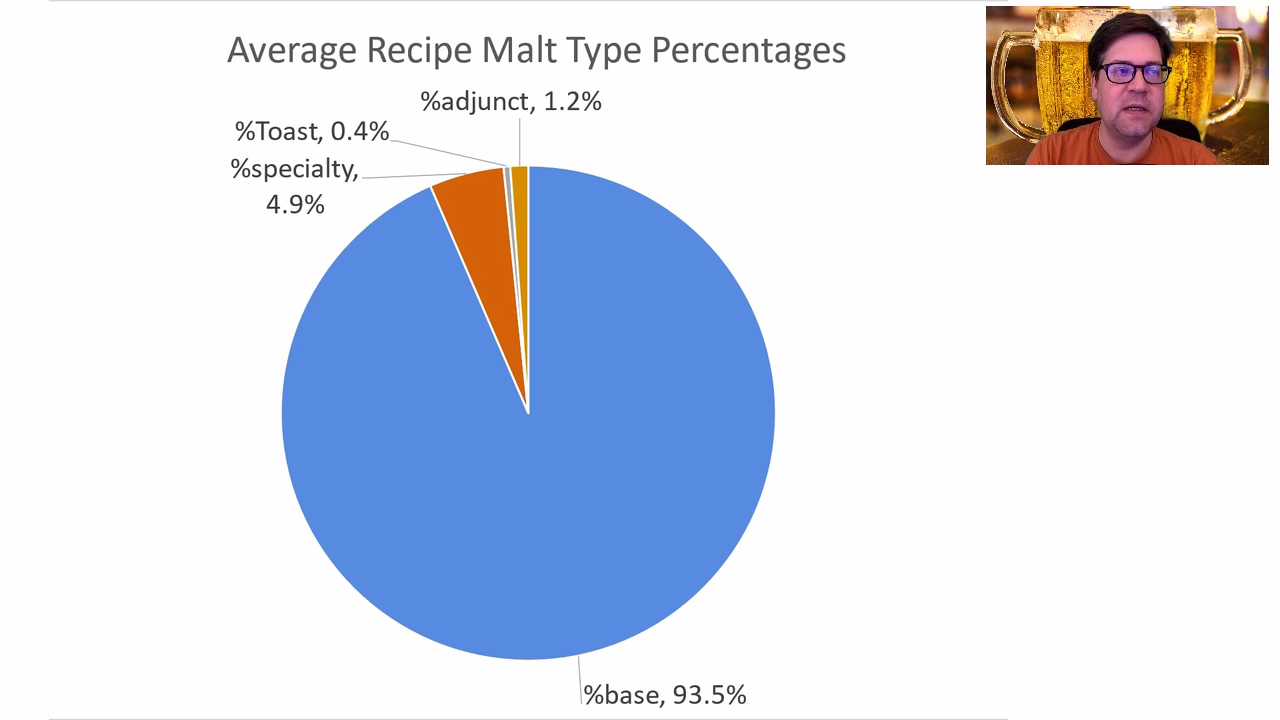 Average Recipe Malt Type Percentages
%adjunct, 1.2%
%Toast, 0.4%
%specialty,
4.9%
%base, 93.5%